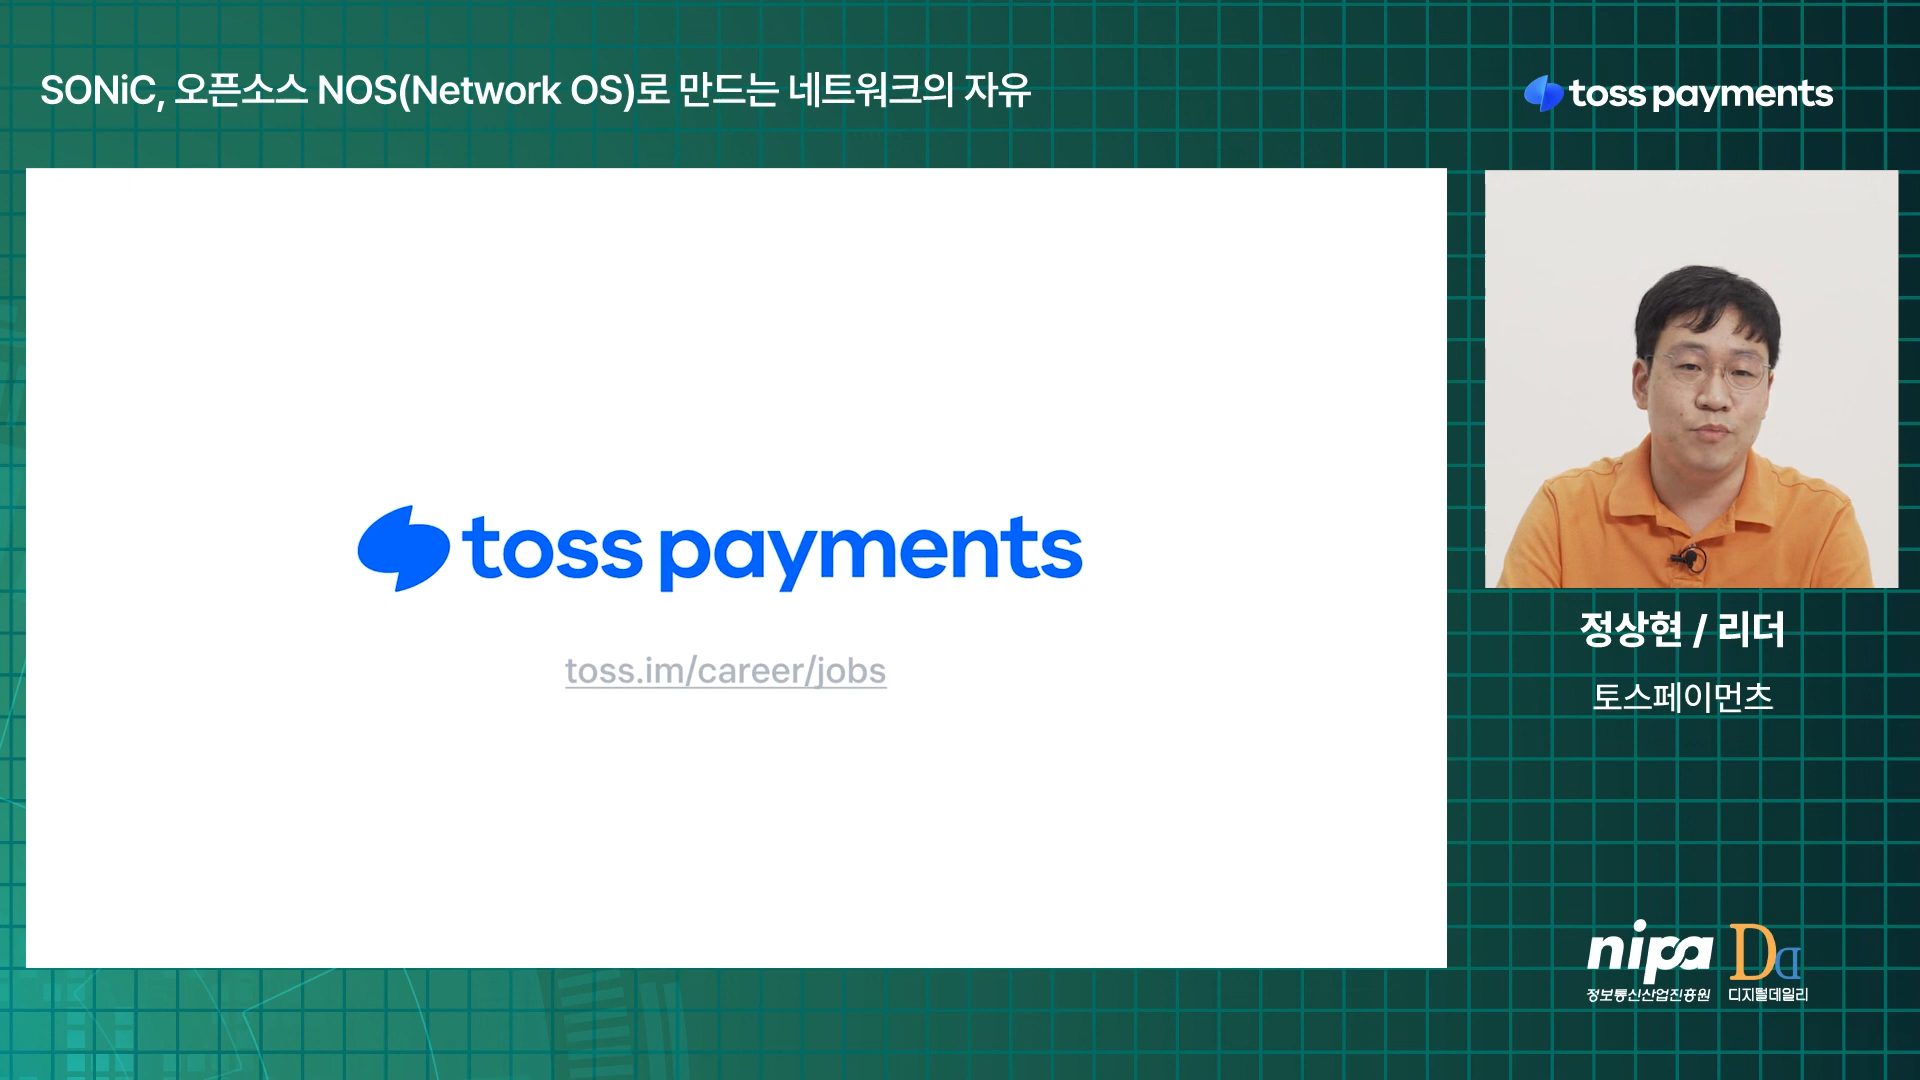 SONiC, 오픈소스 NOS(Network OS)로 만드는 네트워크의 자유
toss payments
toss payments
toss.im/career/jobs
정상현 / 리더
토스페이먼츠
nipa
정보통신산업진흥원
Dd
디지털데일리